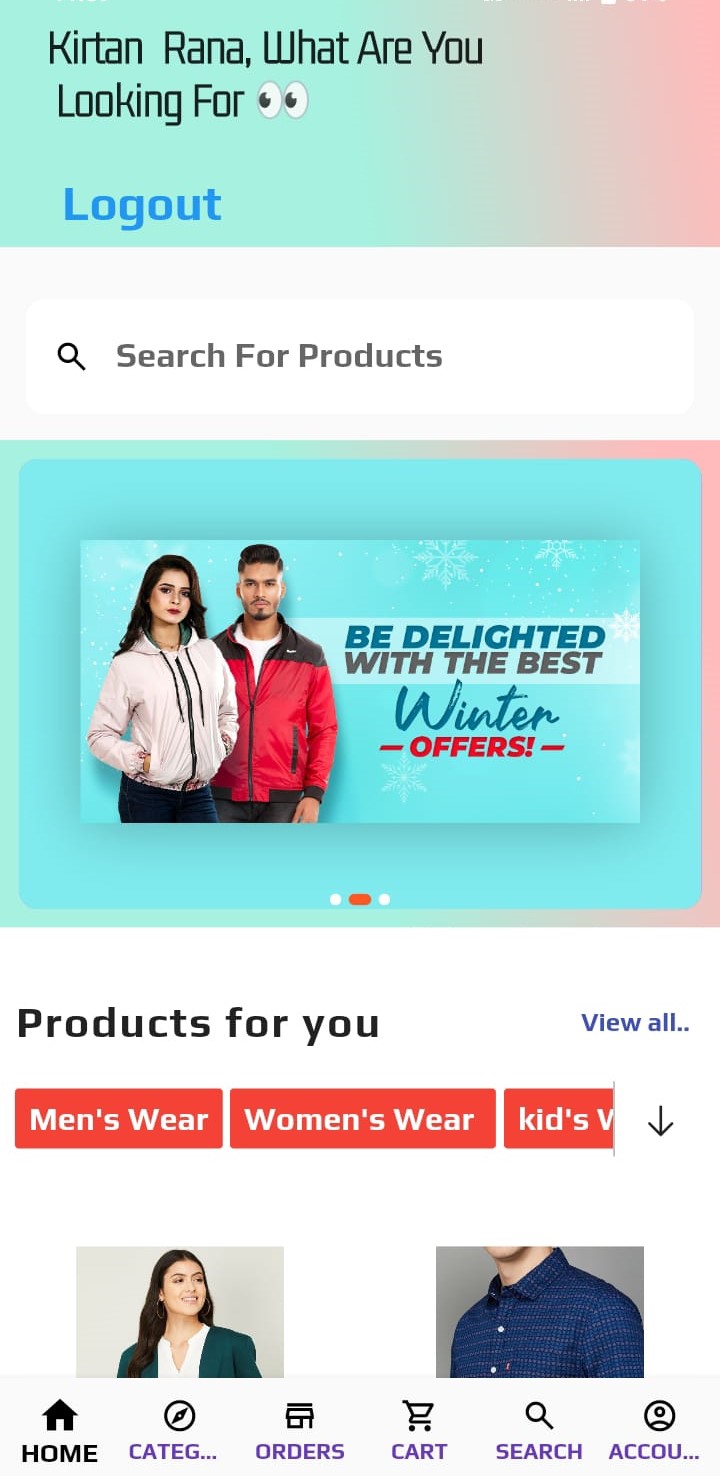 Kirtan Rana, What Are You
Looking For 👀
Logout
Search For Products
BE DELIGHTED
WITH THE BEST
Winter
— OFFERS! —
Products for you
View all..
Men's Wear
Women's Wear
kid's
HOME
CATEG...
ORDERS
CART
SEARCH
ACCOU...